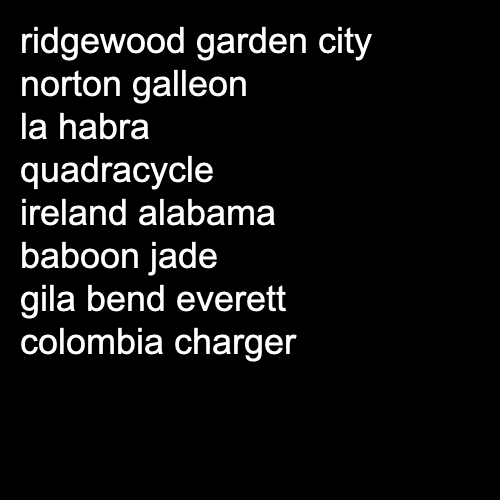 ridgewood garden city
norton galleon
la habra
quadracycle
ireland alabama
baboon jade
gila bend everett
colombia charger